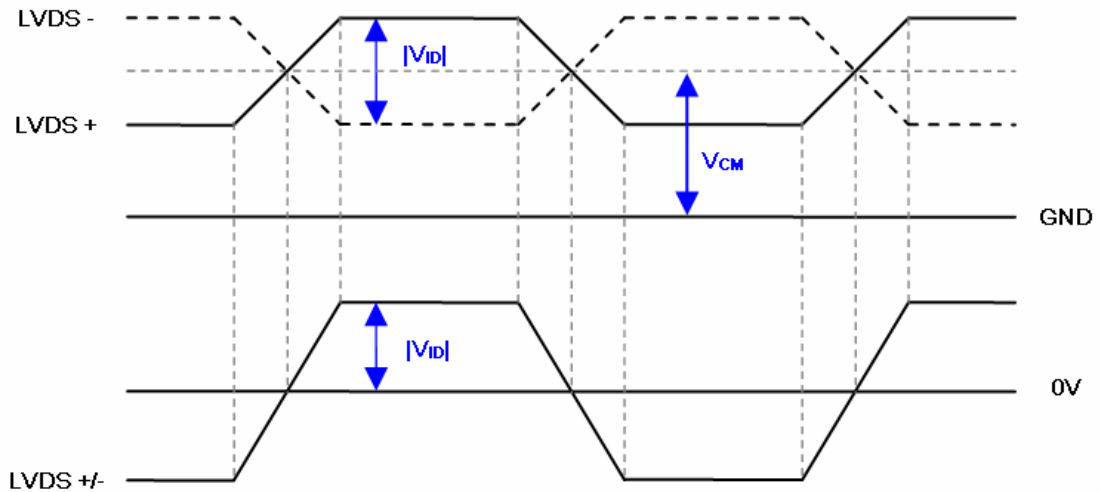 LVDS -
|VID|
LVDS +
VCM
GND
|VID|
0V
LVDS +/-